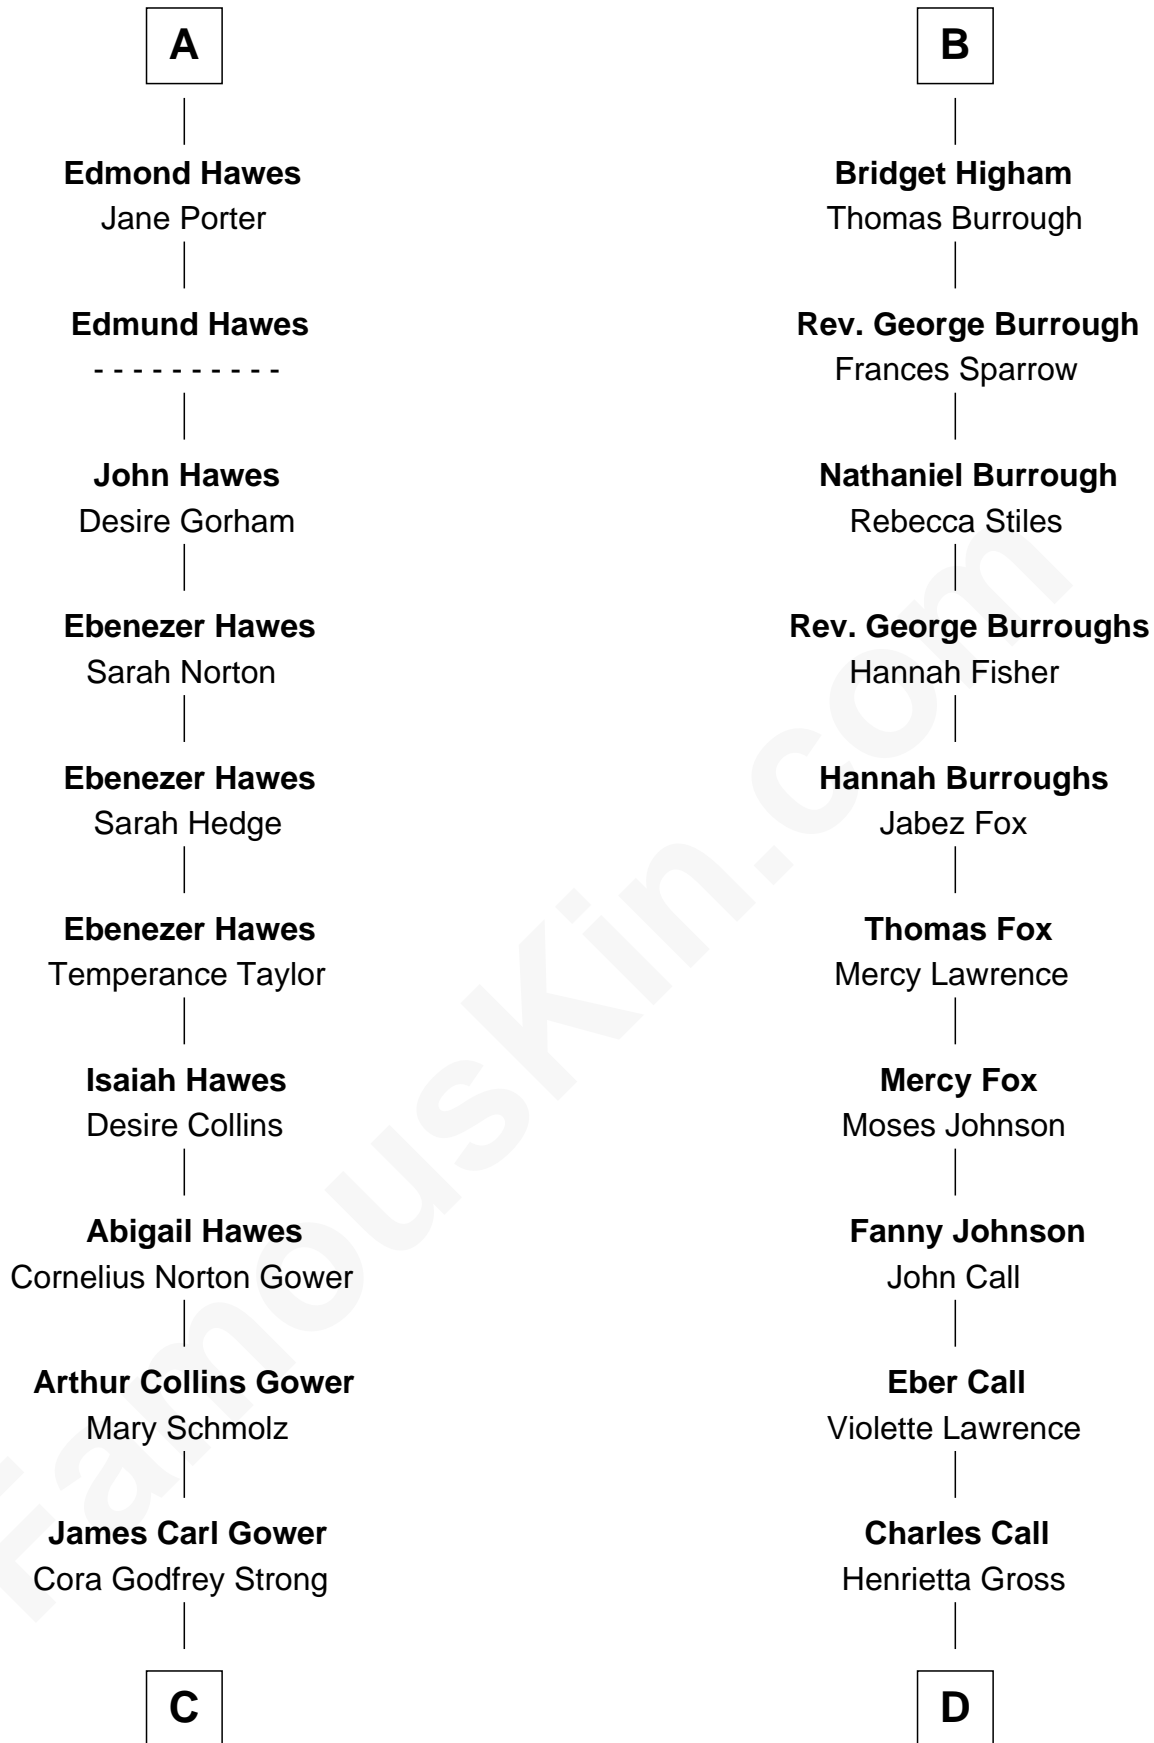 A
Edmond Hawes
Jane Porter
Edmund Hawes
- - - - - - - - - -
John Hawes
Desire Gorham
Ebenezer Hawes
Sarah Norton
Ebenezer Hawes
Sarah Hedge
Ebenezer Hawes
Temperance Taylor
Isaiah Hawes
Desire Collins
Abigail Hawes
Cornelius Norton Gower
Arthur Collins Gower
Mary Schmolz
James Carl Gower
Cora Godfrey Strong
C
B
Bridget Higham
Thomas Burrough
Rev. George Burrough
Frances Sparrow
Nathaniel Burrough
Rebecca Stiles
Rev. George Burroughs
Hannah Fisher
Hannah Burroughs
Jabez Fox
Thomas Fox
Mercy Lawrence
Mercy Fox
Moses Johnson
Fanny Johnson
John Call
Eber Call
Violette Lawrence
Charles Call
Henrietta Gross
D
FamousKin.com